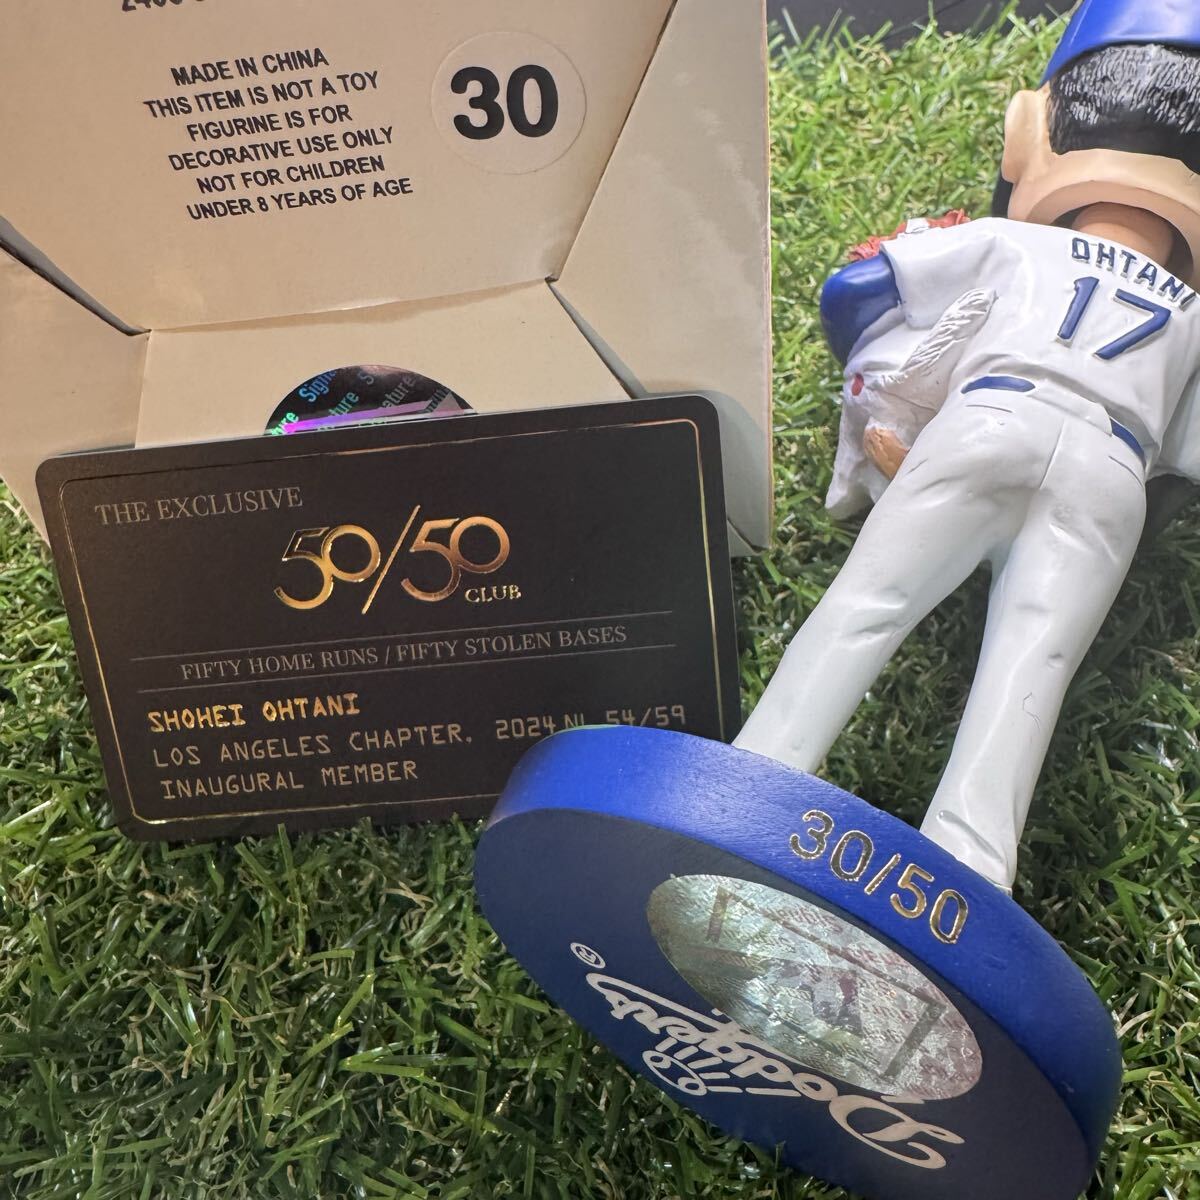 MADE IN CHINA
THIS ITEM IS NOT A TOY
FIGURINE IS FOR
DECORATIVE USE ONLY
NOT FOR CHILDREN
UNDER 8 YEARS OF AGE
30
OHTANI
17
THE EXCLUSIVE
50/50
CLUB
FIFTY HOME RUNS / FIFTY STOLEN BASES
SHOHEI OHTANI
LOS ANGELES CHAPTER, 2024 NL 54/59
INAUGURAL MEMBER
30/50
Dodgers
®